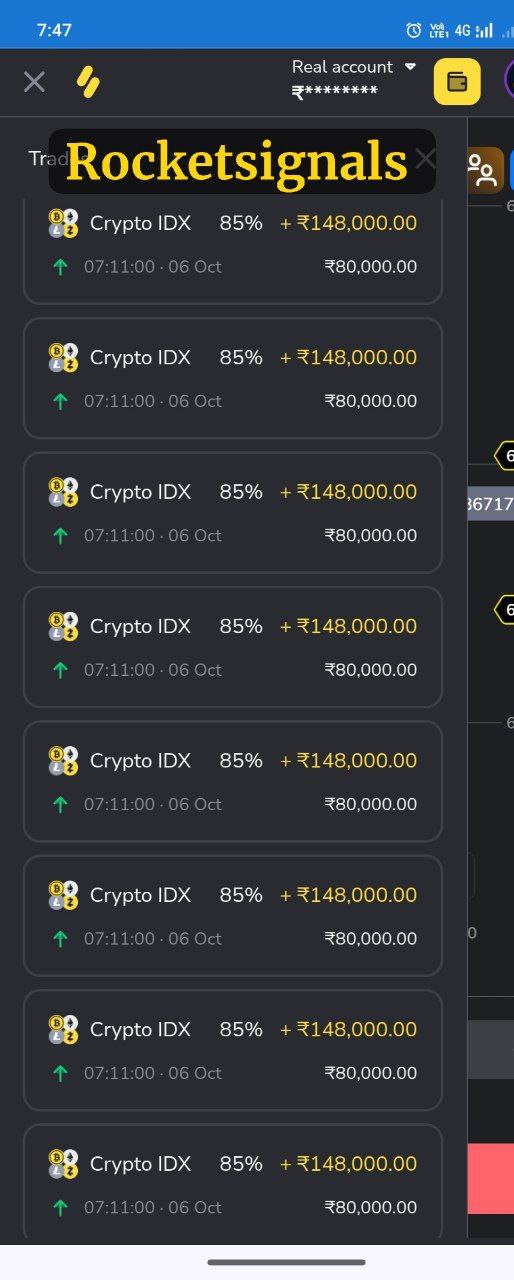 7:47
VoI) LTE1 4G
Real account
₹********
Trad
Rocketsignals
Crypto IDX 85% + ₹148,000.00
07:11:00 · 06 Oct ₹80,000.00
Crypto IDX 85% + ₹148,000.00
07:11:00 · 06 Oct ₹80,000.00
Crypto IDX 85% + ₹148,000.00
07:11:00 · 06 Oct ₹80,000.00
Crypto IDX 85% + ₹148,000.00
07:11:00 · 06 Oct ₹80,000.00
Crypto IDX 85% + ₹148,000.00
07:11:00 · 06 Oct ₹80,000.00
Crypto IDX 85% + ₹148,000.00
07:11:00 · 06 Oct ₹80,000.00
Crypto IDX 85% + ₹148,000.00
07:11:00 · 06 Oct ₹80,000.00
Crypto IDX 85% + ₹148,000.00
07:11:00 · 06 Oct ₹80,000.00
6
6
36717
6
6
0